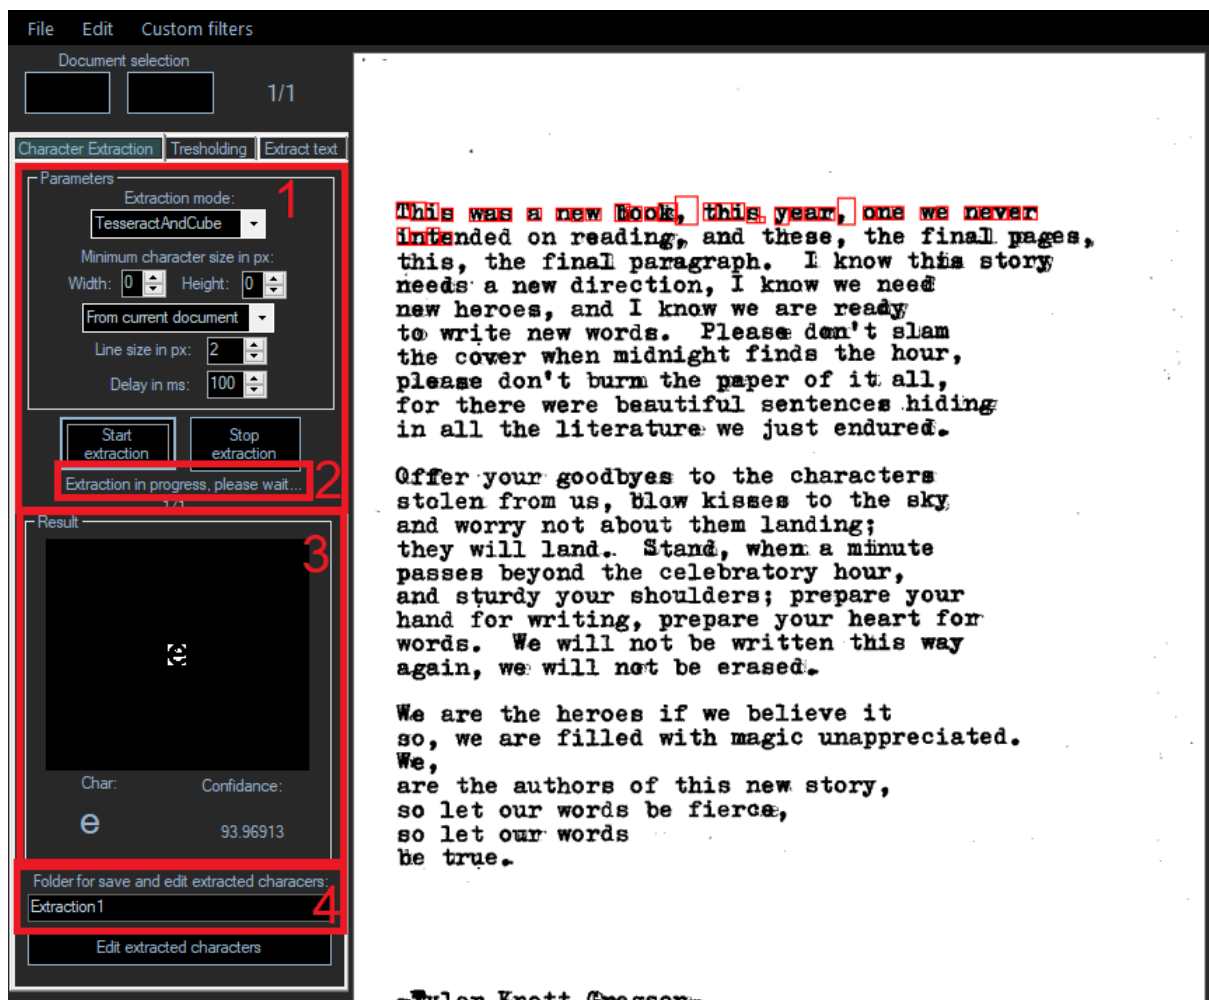 File Edit Custom filters
Document selection
1/1
Character Extraction Tresholding Extract text
Parameters
1
Extraction mode:
TesseractAndCube
Minimum character size in px:
Width: 0 Height: 0
From current document
Line size in px: 2
Delay in ms: 100
Start extraction
Stop extraction
Extraction in progress, please wait...
2
1/1
Result
3
e
Char: Confidance:
e 93.96913
Folder for save and edit extracted characers:
Extraction1
4
Edit extracted characters
This was a new book, this year, one we never
intended on reading, and these, the final pages,
this, the final paragraph. I know this story
needs a new direction, I know we need
new heroes, and I know we are ready
to write new words. Please don't slam
the cover when midnight finds the hour,
please don't burn the paper of it all,
for there were beautiful sentences hiding
in all the literature we just endured.
Offer your goodbyes to the characters
stolen from us, blow kisses to the sky
and worry not about them landing;
they will land. Stand, when a minute
passes beyond the celebratory hour,
and sturdy your shoulders; prepare your
hand for writing, prepare your heart for
words. We will not be written this way
again, we will not be erased.
We are the heroes if we believe it
so, we are filled with magic unappreciated.
We,
are the authors of this new story,
so let our words be fierce,
so let our words
be true.